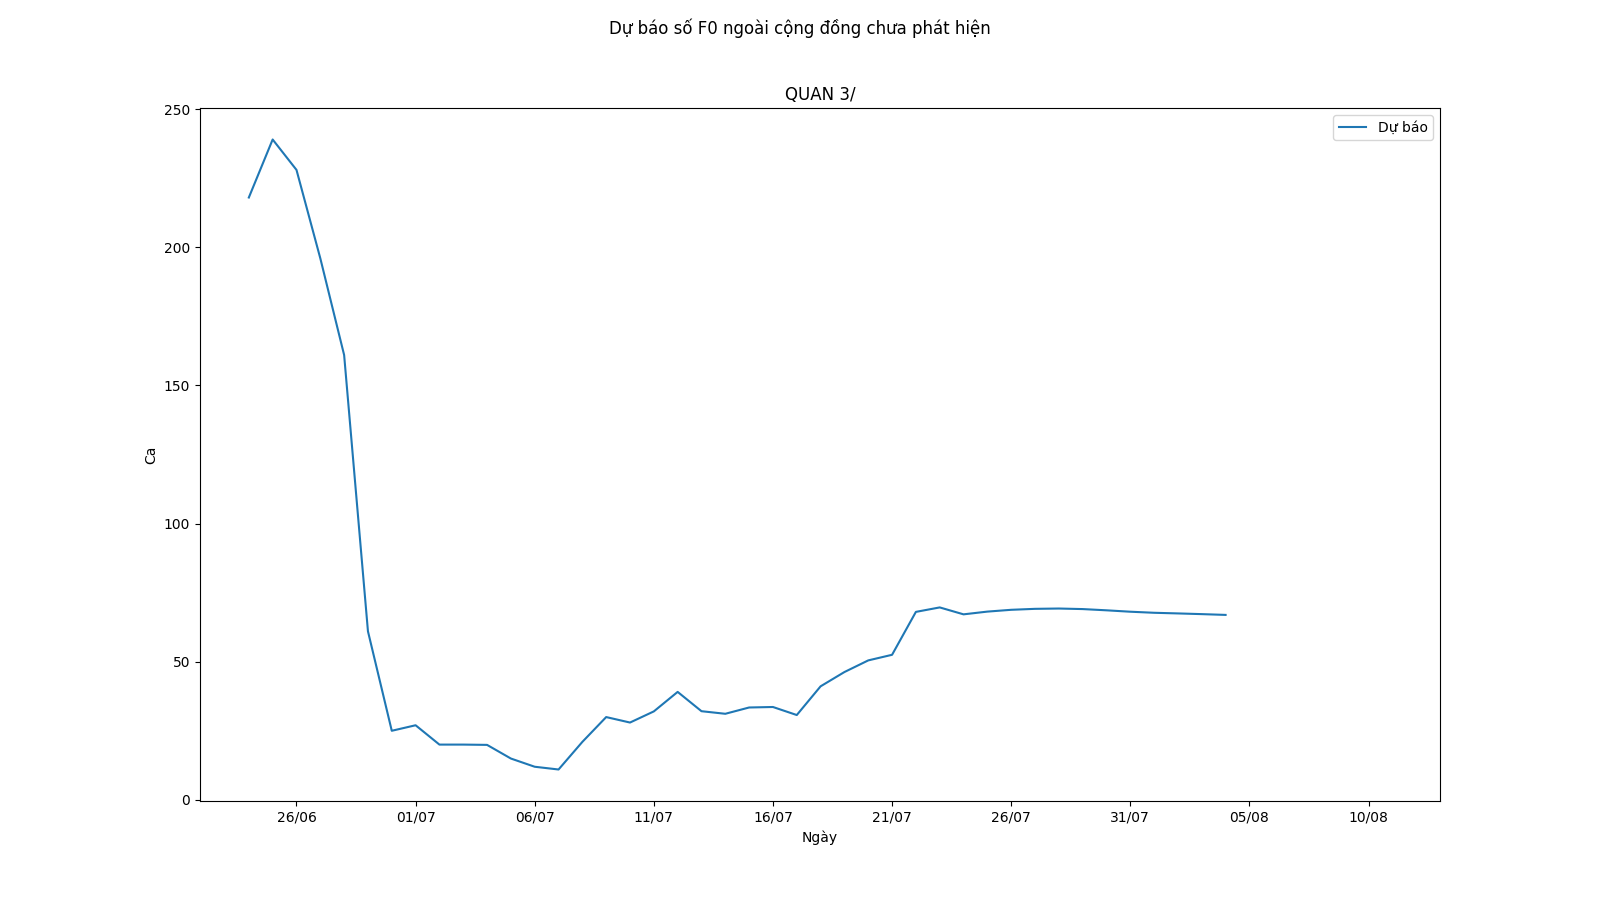 Dự báo số F0 ngoài cộng đồng chưa phát hiện
QUAN 3/
Dự báo
250
200
150
100
50
0
Ca
26/06 01/07 06/07 11/07 16/07 21/07 26/07 31/07 05/08 10/08
Ngày